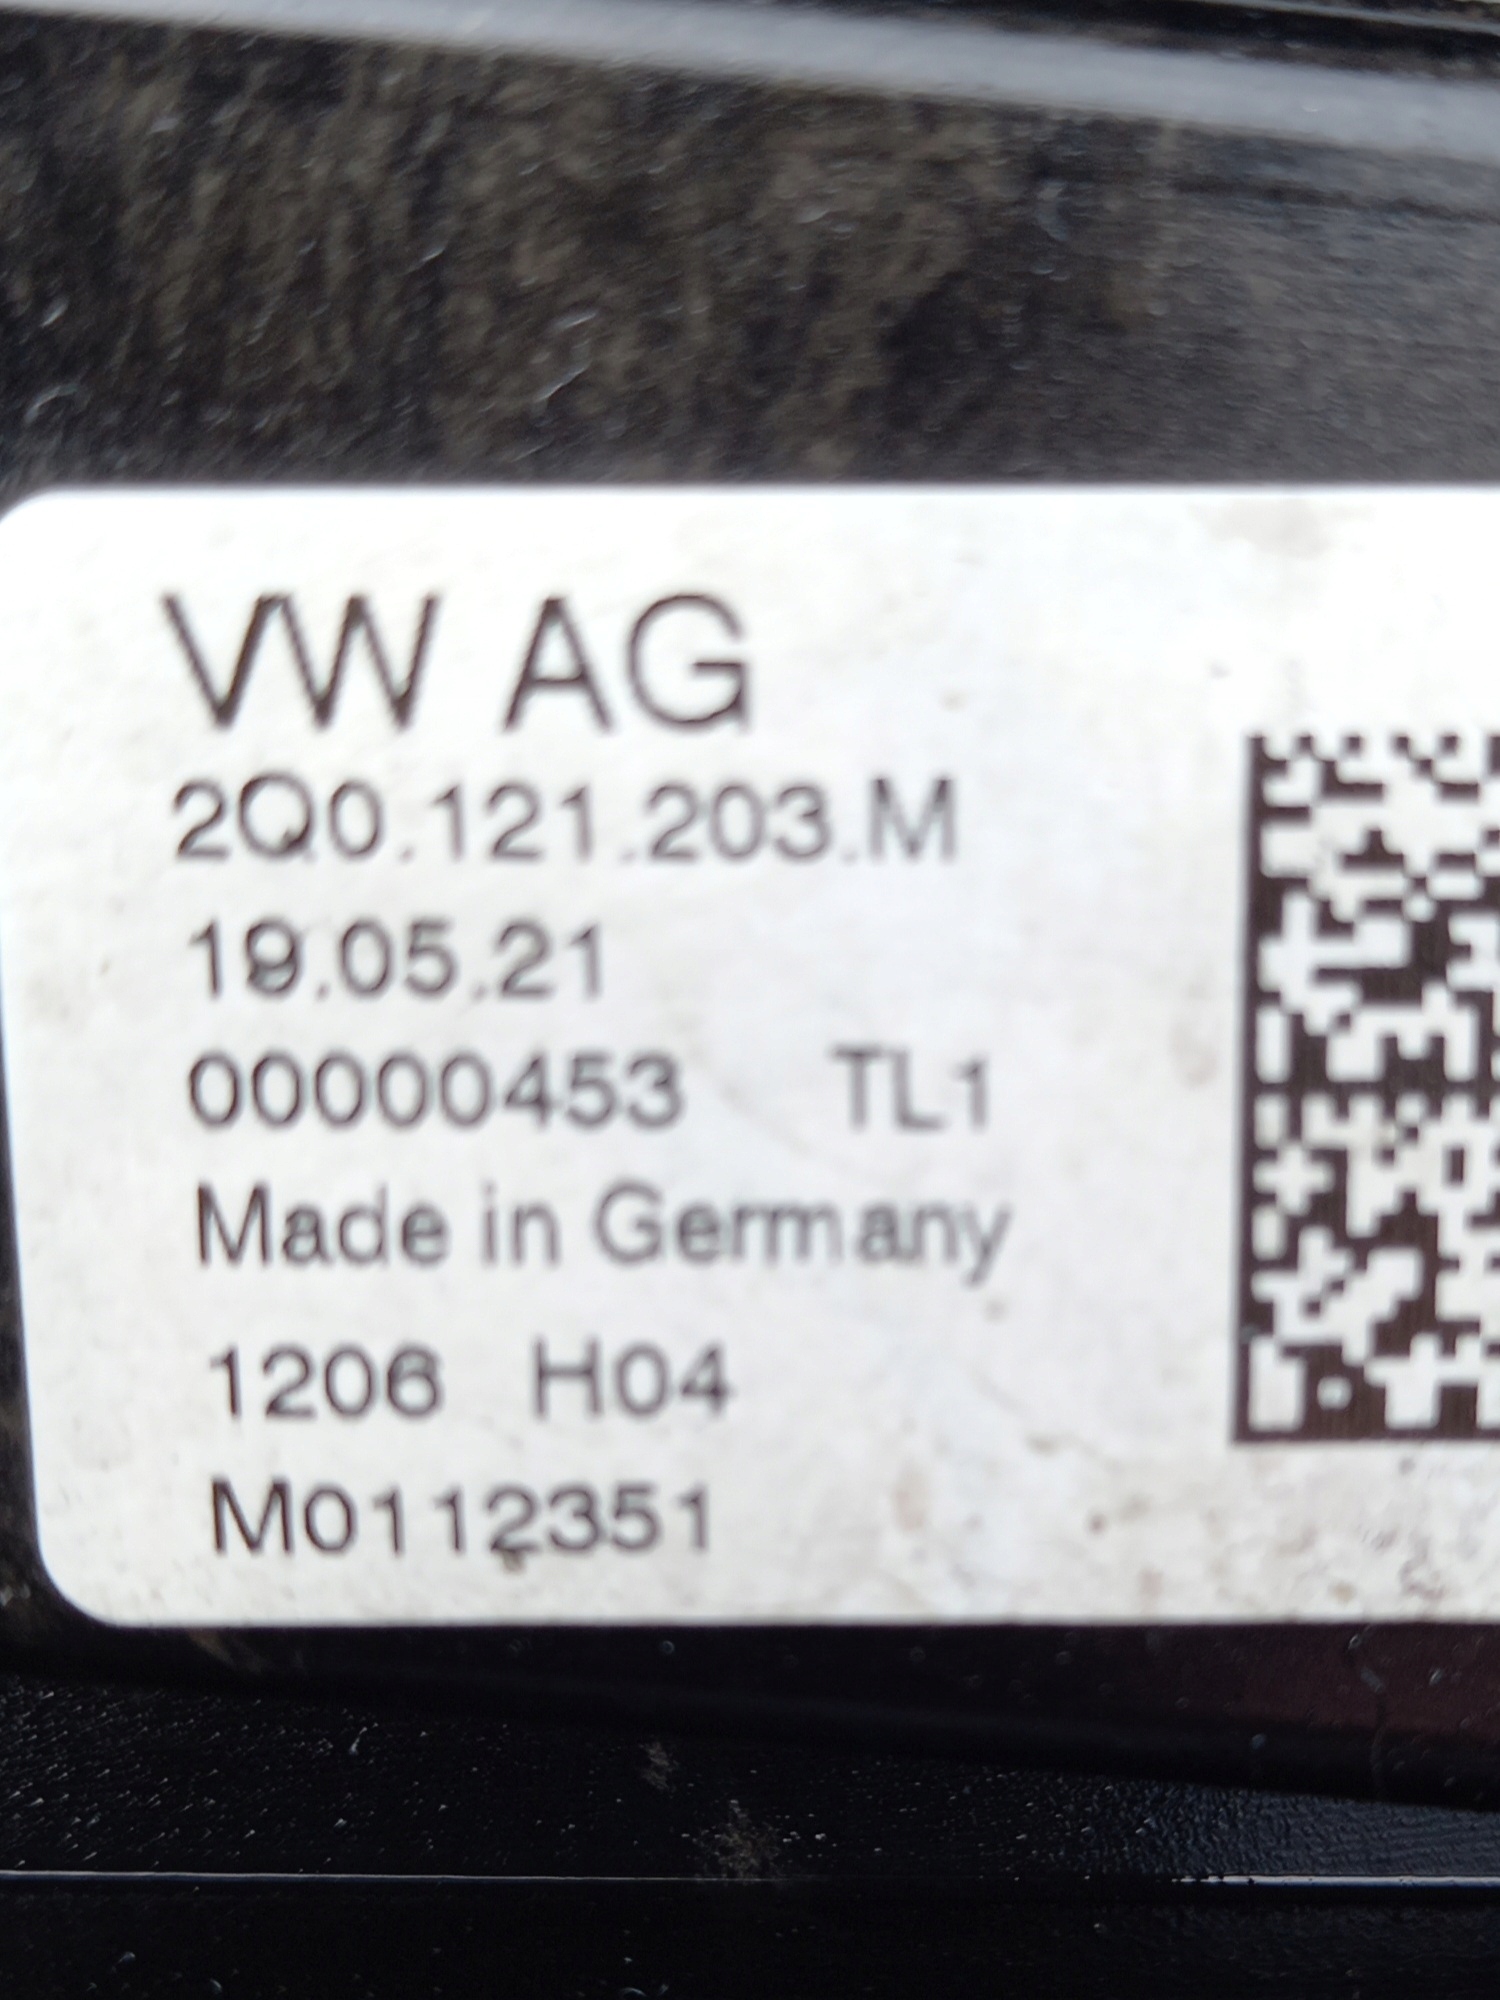 VW AG
2Q0.121.203.M
19.05.21
00000453 TL1
Made in Germany
1206 H04
M0112351